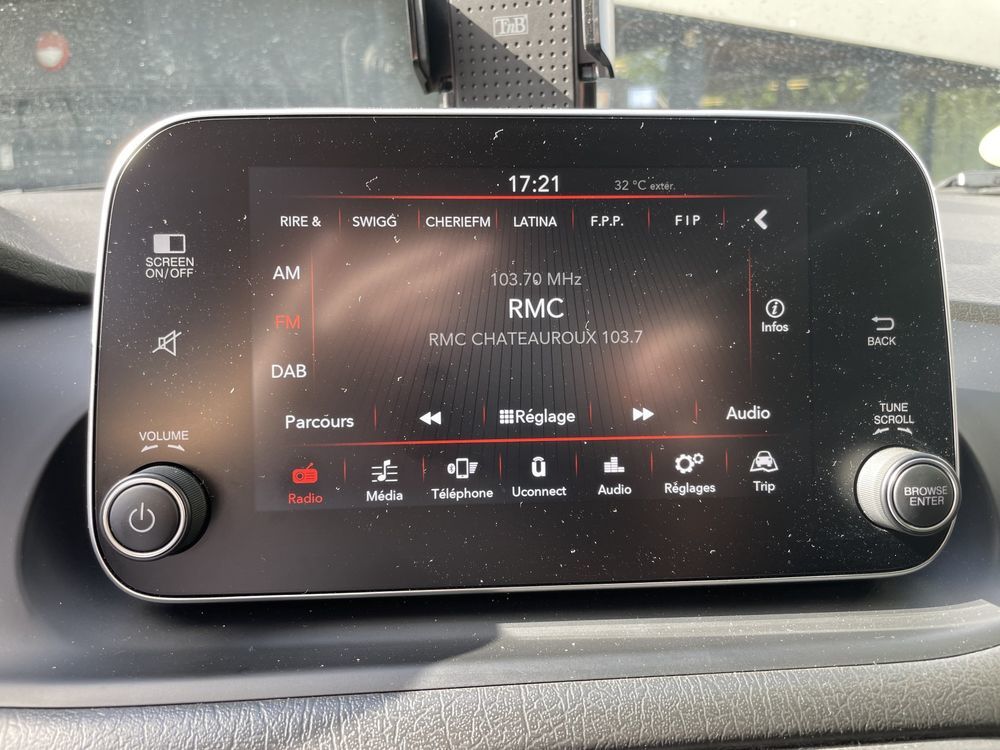 TnB
17:21 32 °C extér.
RIRE & SWIGG CHERIEFM LATINA F.P.P. FIP
SCREEN
ON/OFF
AM
103.70 MHz
FM
RMC
Infos
RMC CHATEAUROUX 103.7
BACK
DAB
Parcours Réglage Audio
VOLUME
TUNE
SCROLL
Radio Média Téléphone Uconnect Audio Réglages Trip
BROWSE
ENTER